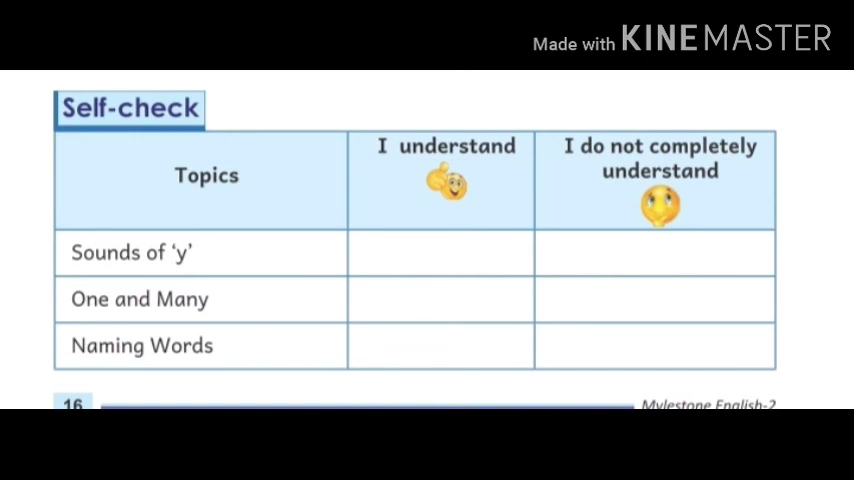 Made with KINEMASTER
Self-check
Topics
I understand
I do not completely
understand
Sounds of ‘y’
One and Many
Naming Words
16
Mylestone English-2